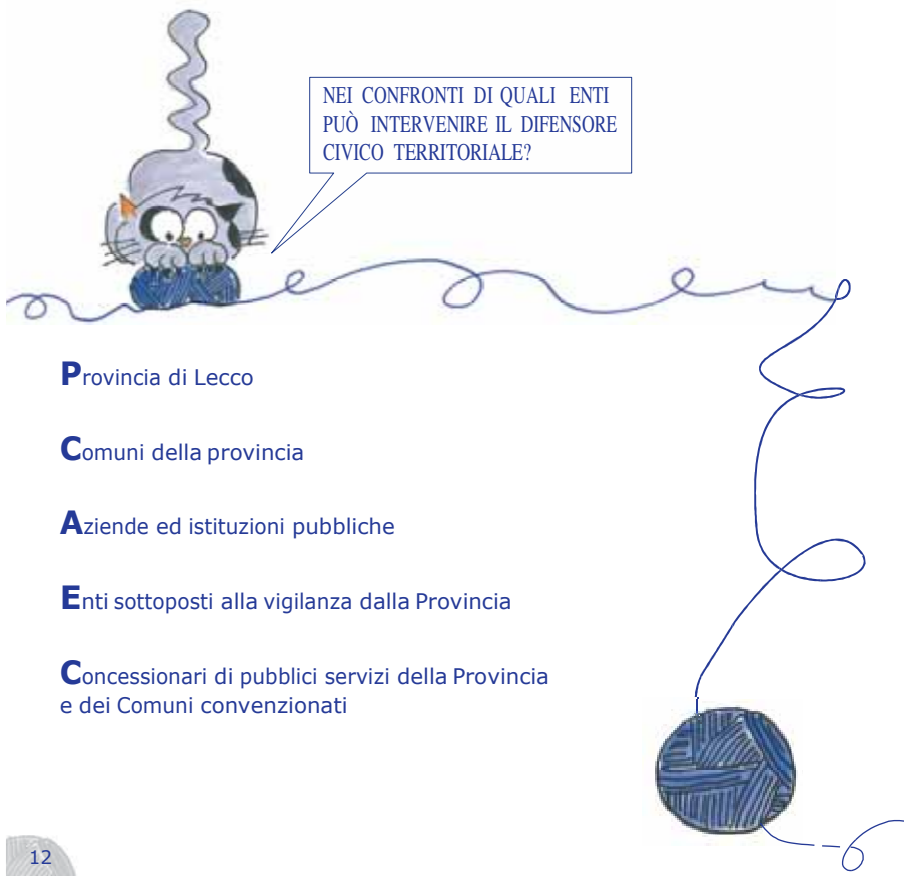 NEI CONFRONTI DI QUALI ENTI
PUÒ INTERVENIRE IL DIFENSORE
CIVICO TERRITORIALE?
Provincia di Lecco
Comuni della provincia
Aziende ed istituzioni pubbliche
Enti sottoposti alla vigilanza dalla Provincia
Concessionari di pubblici servizi della Provincia
e dei Comuni convenzionati
12